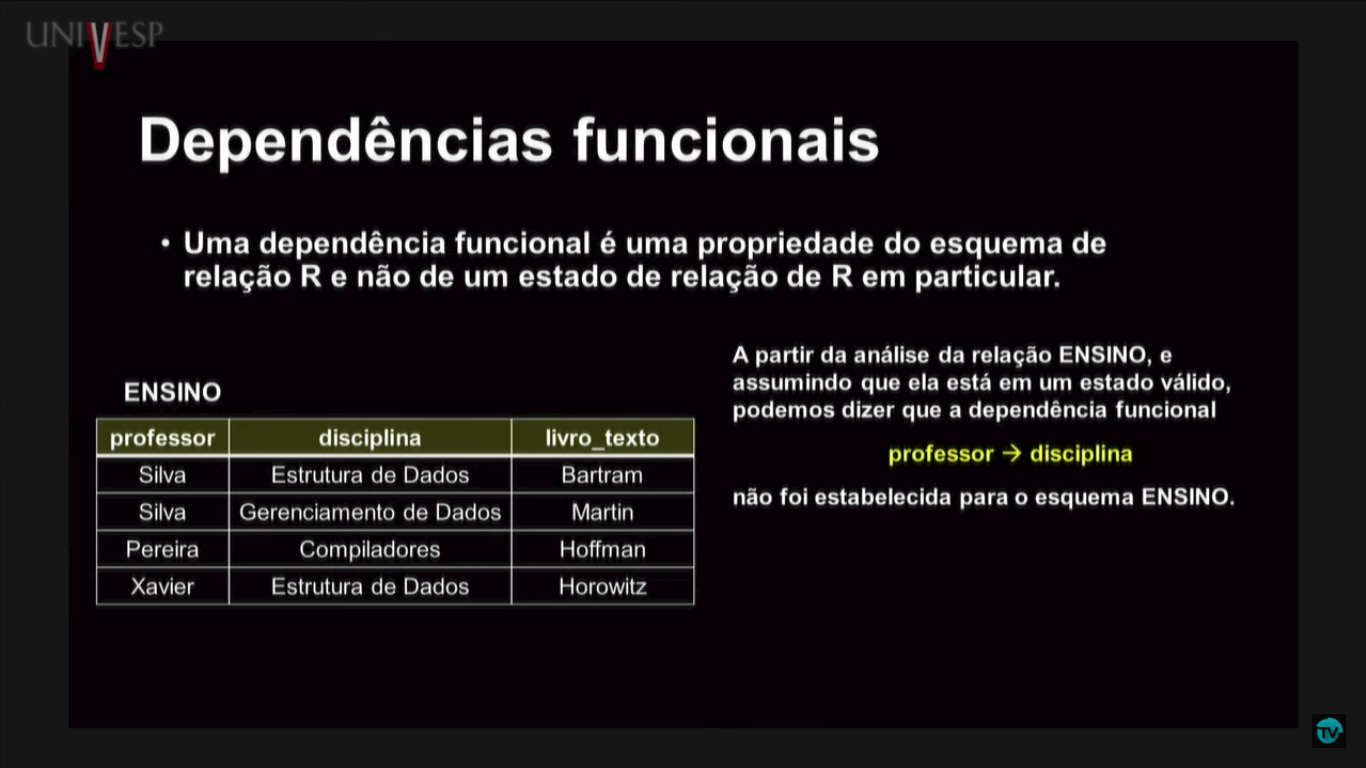 UNIVESP
Dependências funcionais
• Uma dependência funcional é uma propriedade do esquema de
relação R e não de um estado de relação de R em particular.
A partir da análise da relação ENSINO, e
assumindo que ela está em um estado válido,
podemos dizer que a dependência funcional
professor → disciplina
não foi estabelecida para o esquema ENSINO.
ENSINO
professor disciplina livro_texto
Silva Estrutura de Dados Bartram
Silva Gerenciamento de Dados Martin
Pereira Compiladores Hoffman
Xavier Estrutura de Dados Horowitz
TV